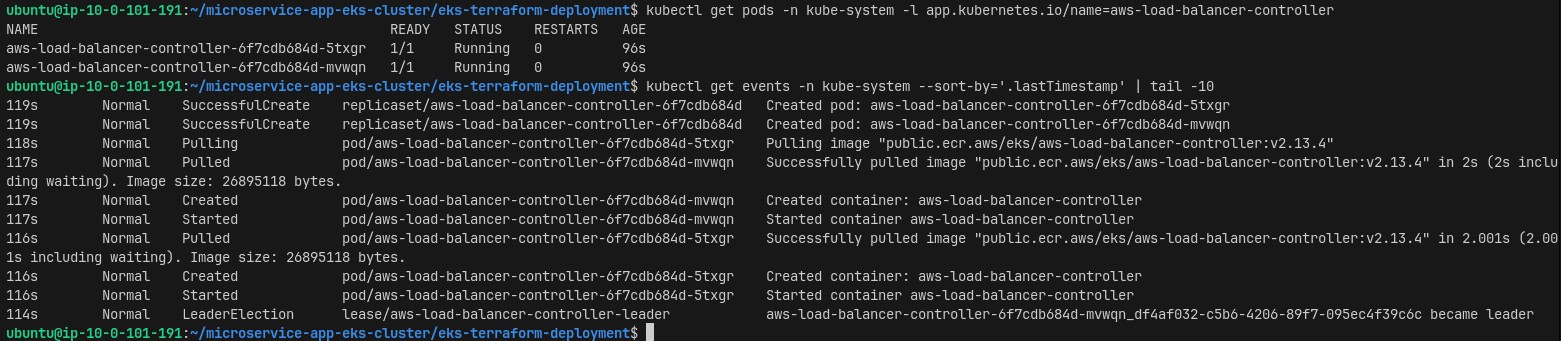 ubuntu@ip-10-0-101-191:~/microservice-app-eks-cluster/eks-terraform-deployment$ kubectl get pods -n kube-system -l app.kubernetes.io/name=aws-load-balancer-controller
NAME                                            READY   STATUS    RESTARTS   AGE
aws-load-balancer-controller-6f7cdb684d-5txgr   1/1     Running   0          96s
aws-load-balancer-controller-6f7cdb684d-mvwqn   1/1     Running   0          96s
ubuntu@ip-10-0-101-191:~/microservice-app-eks-cluster/eks-terraform-deployment$ kubectl get events -n kube-system --sort-by='.lastTimestamp' | tail -10
119s        Normal    SuccessfulCreate    replicaset/aws-load-balancer-controller-6f7cdb684d   Created pod: aws-load-balancer-controller-6f7cdb684d-5txgr
119s        Normal    SuccessfulCreate    replicaset/aws-load-balancer-controller-6f7cdb684d   Created pod: aws-load-balancer-controller-6f7cdb684d-mvwqn
118s        Normal    Pulling             pod/aws-load-balancer-controller-6f7cdb684d-5txgr    Pulling image "public.ecr.aws/eks/aws-load-balancer-controller:v2.13.4"
117s        Normal    Pulled              pod/aws-load-balancer-controller-6f7cdb684d-mvwqn    Successfully pulled image "public.ecr.aws/eks/aws-load-balancer-controller:v2.13.4" in 2s (2s inclu
ding waiting). Image size: 26895118 bytes.
117s        Normal    Created             pod/aws-load-balancer-controller-6f7cdb684d-mvwqn    Created container: aws-load-balancer-controller
117s        Normal    Started             pod/aws-load-balancer-controller-6f7cdb684d-mvwqn    Started container aws-load-balancer-controller
116s        Normal    Pulled              pod/aws-load-balancer-controller-6f7cdb684d-5txgr    Successfully pulled image "public.ecr.aws/eks/aws-load-balancer-controller:v2.13.4" in 2.001s (2.00
1s including waiting). Image size: 26895118 bytes.
116s        Normal    Created             pod/aws-load-balancer-controller-6f7cdb684d-5txgr    Created container: aws-load-balancer-controller
116s        Normal    Started             pod/aws-load-balancer-controller-6f7cdb684d-5txgr    Started container aws-load-balancer-controller
114s        Normal    LeaderElection      lease/aws-load-balancer-controller-leader            aws-load-balancer-controller-6f7cdb684d-mvwqn_df4af032-c5b6-4206-89f7-095ec4f39c6c became leader
ubuntu@ip-10-0-101-191:~/microservice-app-eks-cluster/eks-terraform-deployment$